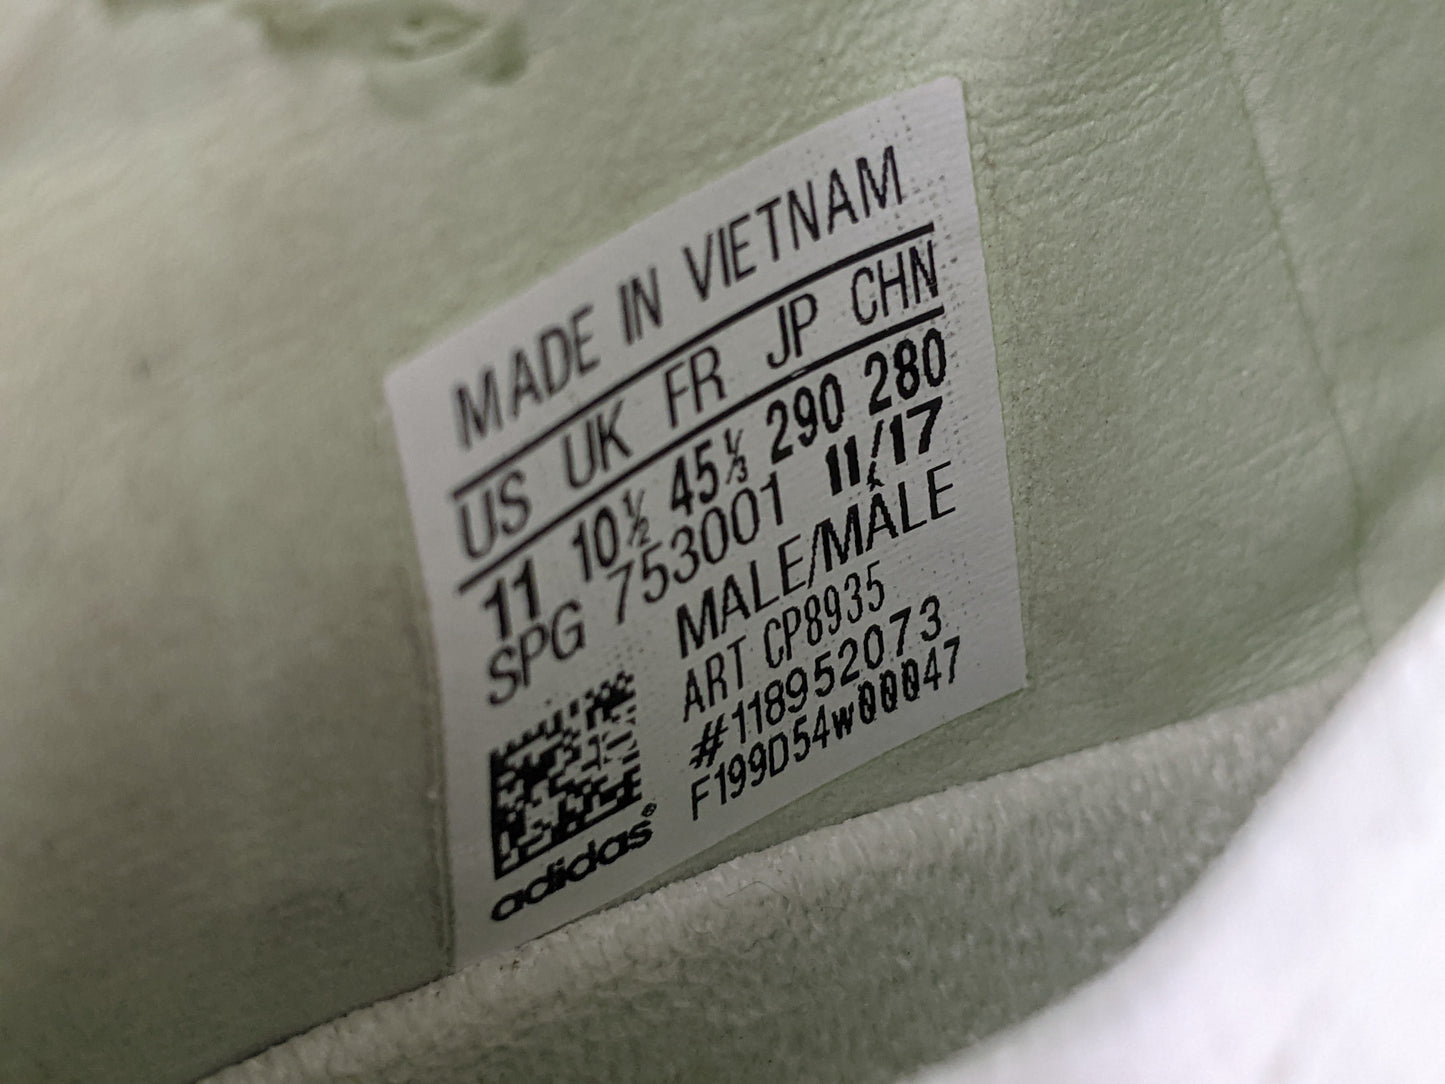 MADE IN VIETNAM
US UK FR JP CHN
11 10½ 45⅓ 290 280
SPG 753001 11/17
MALE/MÂLE
ART CP8935
#118952073
F199D54w00047
adidas®